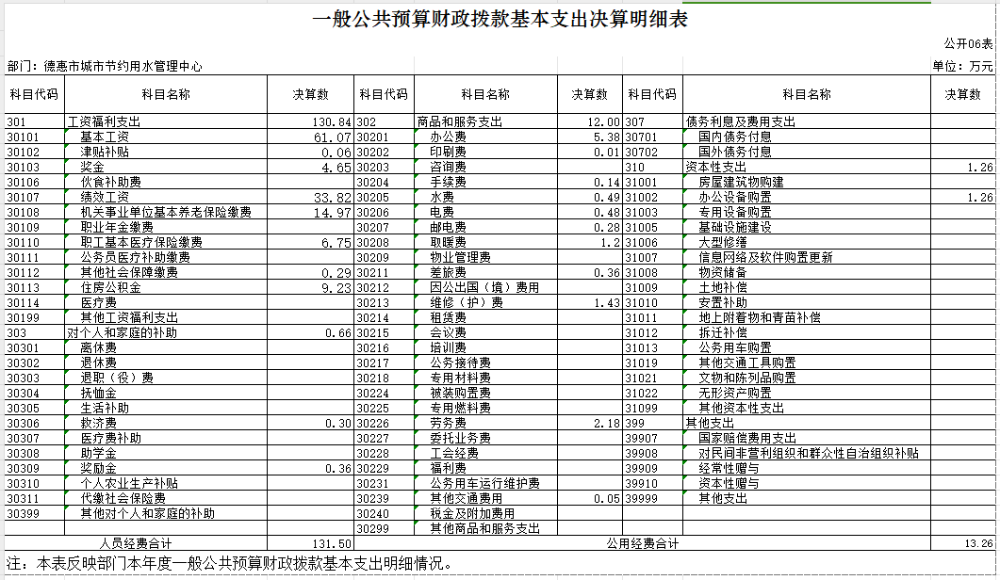 一般公共预算财政拨款基本支出决算明细表
公开06表
部门：德惠市城市节约用水管理中心 单位：万元
科目代码 科目名称 决算数 科目代码 科目名称 决算数 科目代码 科目名称 决算数
301 工资福利支出 130.84 302 商品和服务支出 12.00 307 债务利息及费用支出
30101 基本工资 61.07 30201 办公费 5.38 30701 国内债务付息
30102 津贴补贴 0.06 30202 印刷费 0.01 30702 国外债务付息
30103 奖金 4.65 30203 咨询费 310 资本性支出 1.26
30106 伙食补助费 30204 手续费 0.14 31001 房屋建筑物购建
30107 绩效工资 33.82 30205 水费 0.49 31002 办公设备购置 1.26
30108 机关事业单位基本养老保险缴费 14.97 30206 电费 0.48 31003 专用设备购置
30109 职业年金缴费 30207 邮电费 0.28 31005 基础设施建设
30110 职工基本医疗保险缴费 6.75 30208 取暖费 1.2 31006 大型修缮
30111 公务员医疗补助缴费 30209 物业管理费 31007 信息网络及软件购置更新
30112 其他社会保障缴费 0.29 30211 差旅费 0.36 31008 物资储备
30113 住房公积金 9.23 30212 因公出国（境）费用 31009 土地补偿
30114 医疗费 30213 维修（护）费 1.43 31010 安置补助
30199 其他工资福利支出 30214 租赁费 31011 地上附着物和青苗补偿
303 对个人和家庭的补助 0.66 30215 会议费 31012 拆迁补偿
30301 离休费 30216 培训费 31013 公务用车购置
30302 退休费 30217 公务接待费 31019 其他交通工具购置
30303 退职（役）费 30218 专用材料费 31021 文物和陈列品购置
30304 抚恤金 30224 被装购置费 31022 无形资产购置
30305 生活补助 30225 专用燃料费 31099 其他资本性支出
30306 救济费 0.30 30226 劳务费 2.18 399 其他支出
30307 医疗费补助 30227 委托业务费 39907 国家赔偿费用支出
30308 助学金 30228 工会经费 39908 对民间非营利组织和群众性自治组织补贴
30309 奖励金 0.36 30229 福利费 39909 经常性赠与
30310 个人农业生产补贴 30231 公务用车运行维护费 39910 资本性赠与
30311 代缴社会保险费 30239 其他交通费用 0.05 39999 其他支出
30399 其他对个人和家庭的补助 30240 税金及附加费用
30299 其他商品和服务支出
人员经费合计 131.50 公用经费合计 13.26
注：本表反映部门本年度一般公共预算财政拨款基本支出明细情况。